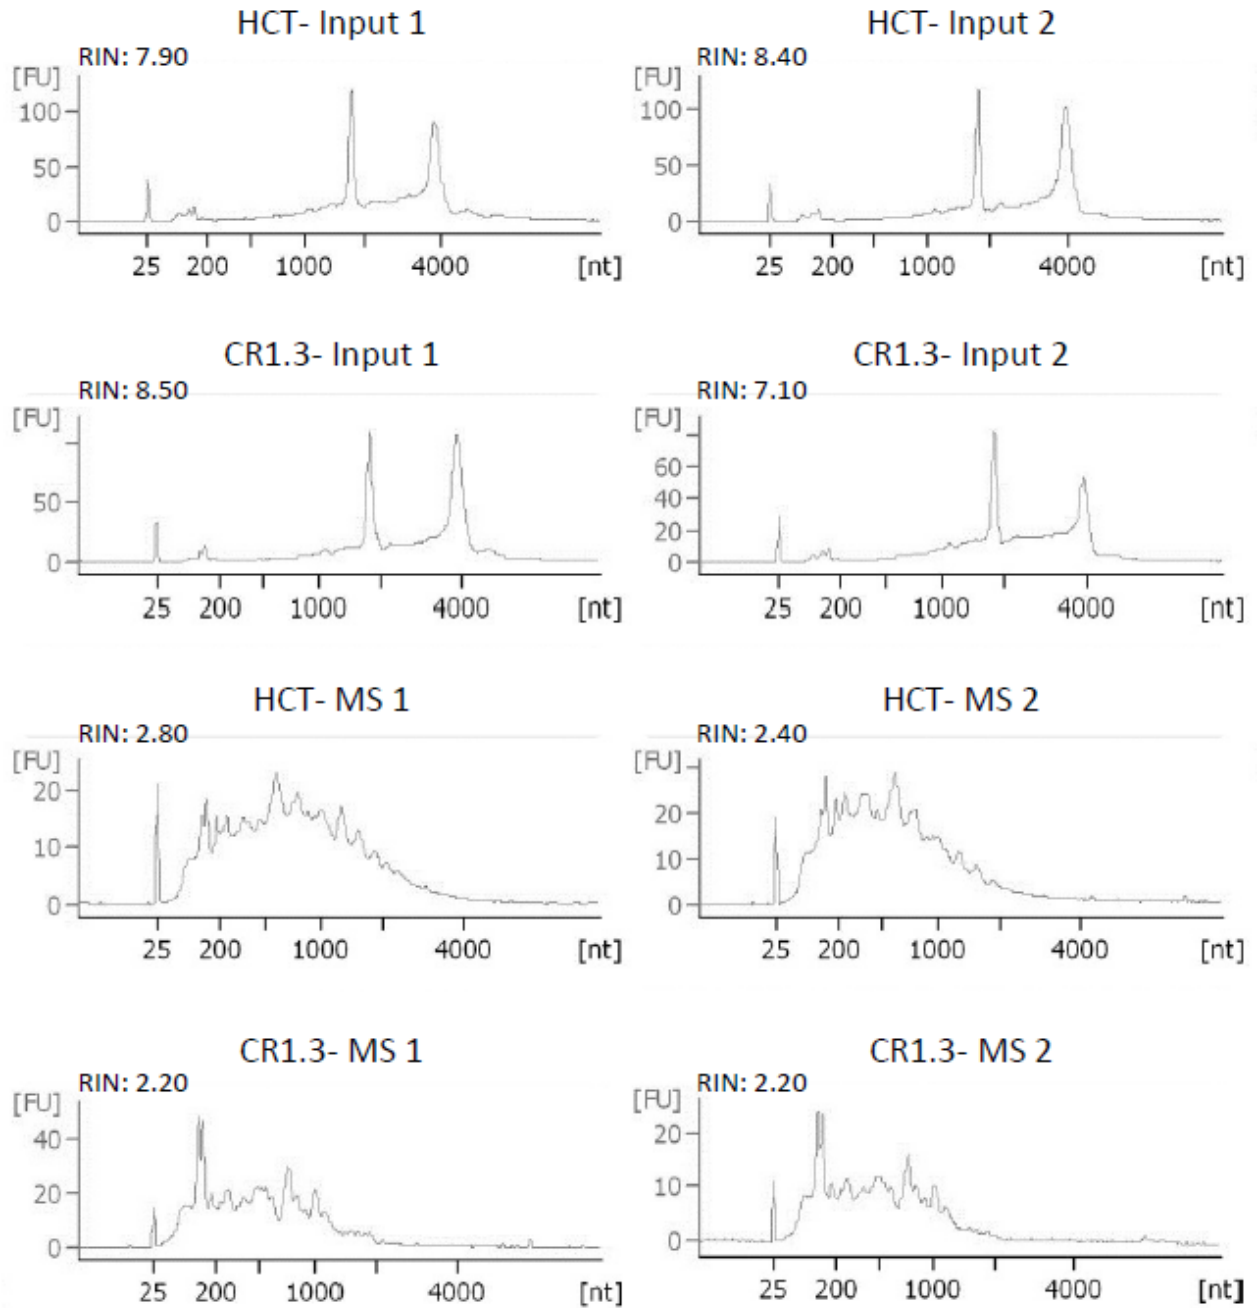 HCT- Input 1
HCT- Input 2
RIN: 7.90
RIN: 8.40
[FU]
100
50
0
25 200 1000 4000 [nt]
[FU]
100
50
0
25 200 1000 4000 [nt]
CR1.3- Input 1
CR1.3- Input 2
RIN: 8.50
RIN: 7.10
[FU]
50
0
25 200 1000 4000 [nt]
[FU]
60
40
20
0
25 200 1000 4000 [nt]
HCT- MS 1
HCT- MS 2
RIN: 2.80
RIN: 2.40
[FU]
20
10
0
25 200 1000 4000 [nt]
[FU]
20
10
0
25 200 1000 4000 [nt]
CR1.3- MS 1
CR1.3- MS 2
RIN: 2.20
RIN: 2.20
[FU]
40
20
0
25 200 1000 4000 [nt]
[FU]
20
10
0
25 200 1000 4000 [nt]